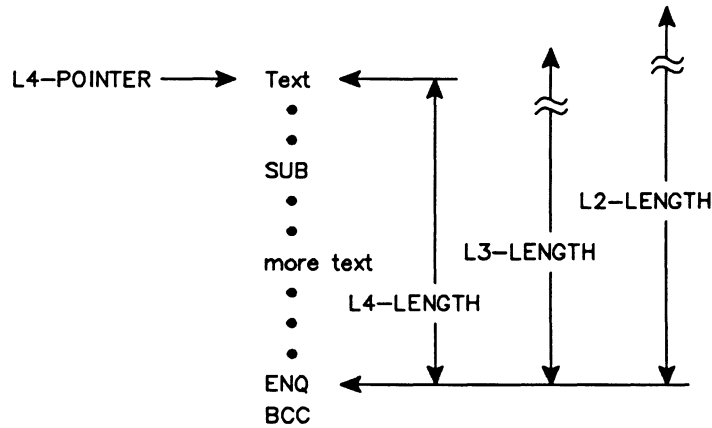 L4-POINTER
Text
SUB
L2-LENGTH
L3-LENGTH
more text
L4-LENGTH
ENQ
BCC